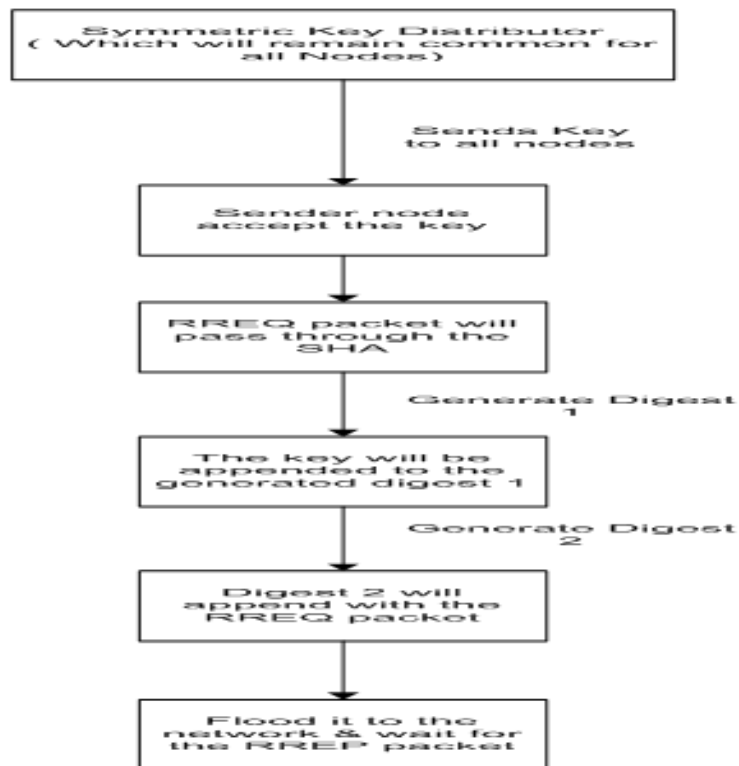 Symmetric Key Distributor
( Which will remain common for
all Nodes)
Sends Key
to all nodes
Sender node
accept the key
RREQ packet will
pass through the
SHA
Generate Digest
1
The key will be
appended to the
generated digest 1
Generate Digest
2
Digest 2 will
append with the
RREQ packet
Flood it to the
network & wait for
the RREP packet